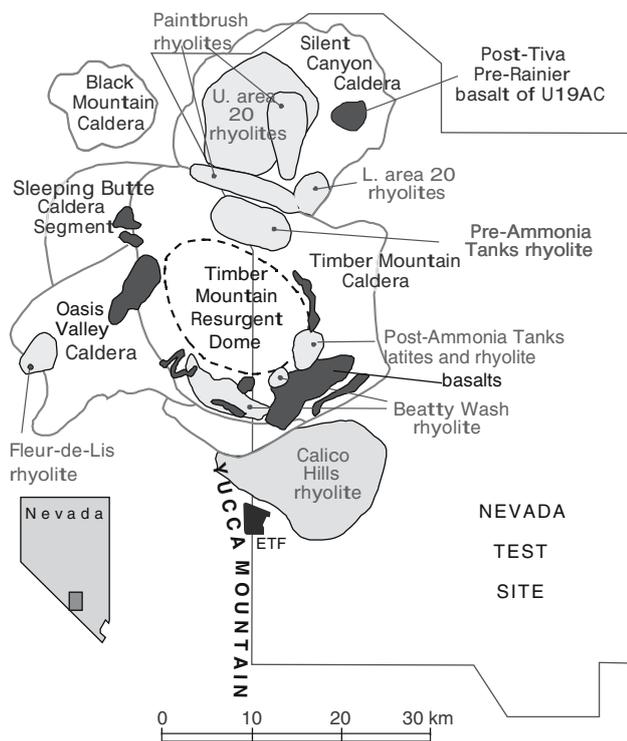 Paintbrush
rhyolites
Silent
Canyon
Caldera
Post-Tiva
Pre-Rainier
basalt of U19AC
Black
Mountain
Caldera
U. area
20
rhyolites
L. area 20
rhyolites
Sleeping Butte
Caldera
Segment
Pre-Ammonia
Tanks rhyolite
Timber Mountain
Caldera
Timber
Mountain
Resurgent
Dome
Oasis
Valley
Caldera
Post-Ammonia Tanks
latites and rhyolite
basalts
Beatty Wash
rhyolite
Fleur-de-Lis
rhyolite
Calico
Hills
rhyolite
YUCCA MOUNTAIN
ETF
Nevada
NEVADA
TEST
SITE
0 10 20 30 km